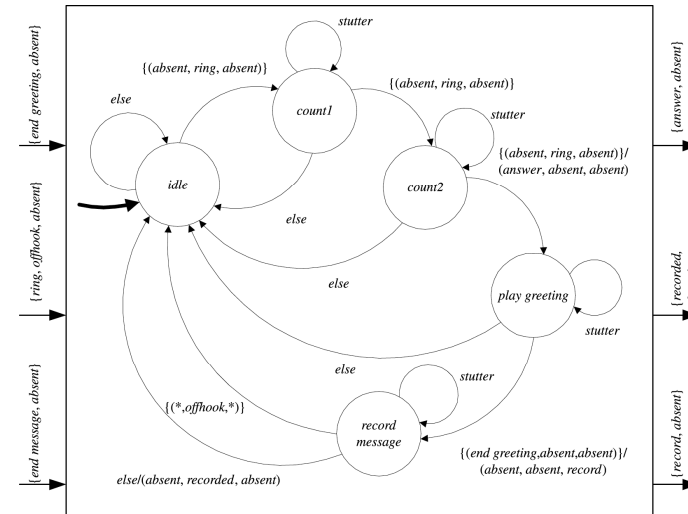 stutter
{end greeting, absent}
{answer, absent}
{(absent, ring, absent)}
{(absent, ring, absent)}
else
count1
stutter
{(absent, ring, absent)}/
(answer, absent, absent)
idle
count2
{ring, offhook, absent}
else
{recorded,
else
play greeting
stutter
else
stutter
{end message, absent}
{(*,offhook,*)}
record
message
{record, absent}
{(end greeting,absent,absent)}/
(absent, absent, record)
else/(absent, recorded, absent)